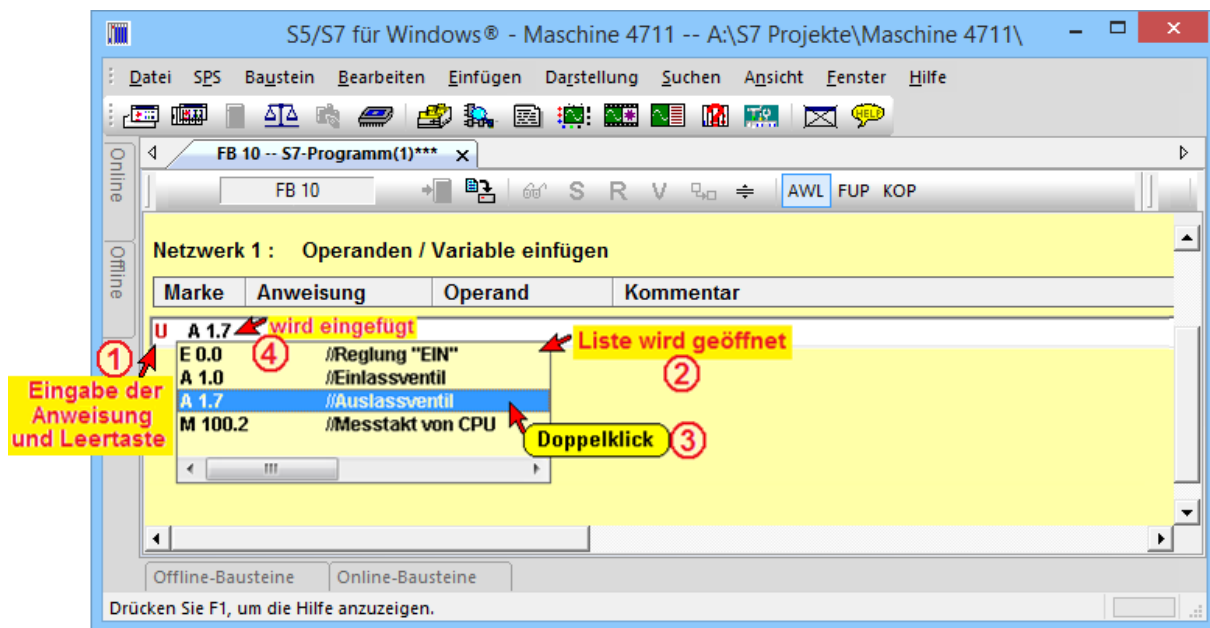 S5/S7 für Windows® - Maschine 4711 -- A:\S7 Projekte\Maschine 4711\
Datei SPS Baustein Bearbeiten Einfügen Darstellung Suchen Ansicht Fenster Hilfe
HELP
Online
Offline
FB 10 -- S7-Programm(1)***
FB 10 S R V AWL FUP KOP
Netzwerk 1 : Operanden / Variable einfügen
Marke Anweisung Operand Kommentar
U A 1.7 wird eingefügt
4
Liste wird geöffnet
2
1
Eingabe der
Anweisung
und Leertaste
E 0.0 //Reglung "EIN"
A 1.0 //Einlassventil
A 1.7 //Auslassventil
M 100.2 //Messtakt von CPU
Doppelklick 3
Offline-Bausteine Online-Bausteine
Drücken Sie F1, um die Hilfe anzuzeigen.